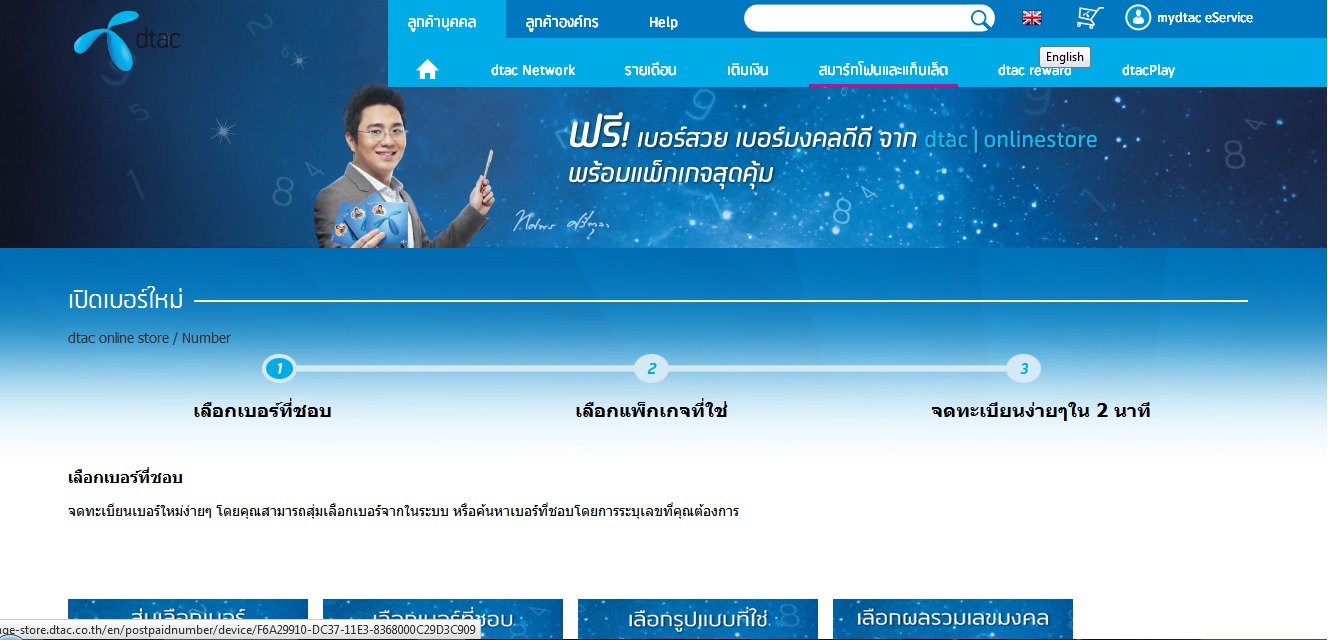 dtac
ลูกค้าบุคคล ลูกค้าองค์กร Help mydtac eService
English
dtac Network รายเดือน เติมเงิน สมาร์ทโฟนและแท็บเล็ต dtac reward dtacPlay
ฟรี! เบอร์สวย เบอร์มงคลดีดี จาก dtac | onlinestore
พร้อมแพ็กเกจสุดคุ้ม
เปิดเบอร์ใหม่
dtac online store / Number
1 2 3
เลือกเบอร์ที่ชอบ เลือกแพ็กเกจที่ใช่ จดทะเบียนง่ายๆใน 2 นาที
เลือกเบอร์ที่ชอบ
จดทะเบียนเบอร์ใหม่ง่ายๆ โดยคุณสามารถสุ่มเลือกเบอร์จากในระบบ หรือค้นหาเบอร์ที่ชอบโดยการระบุเลขที่คุณต้องการ
สุ่มเลือกเบอร์ เลือกเบอร์ที่ชอบ เลือกรูปแบบที่ใช่ เลือกผลรวมเลขมงคล
nge-store.dtac.co.th/en/postpaidnumber/device/F6A29910-DC37-11E3-8368000C29D3C909